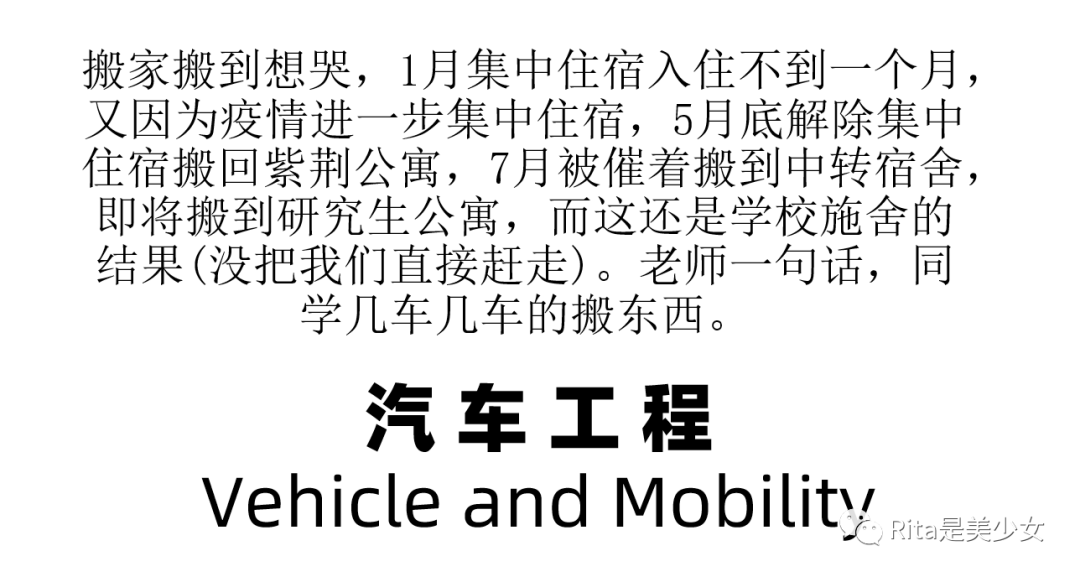 搬家搬到想哭，1月集中住宿入住不到一个月，
又因为疫情进一步集中住宿，5月底解除集中
住宿搬回紫荆公寓，7月被催着搬到中转宿舍，
即将搬到研究生公寓，而这还是学校施舍的
结果(没把我们直接赶走)。老师一句话，同
学几车几车的搬东西。
汽车工程
Vehicle and Mobility
Rita是美少女